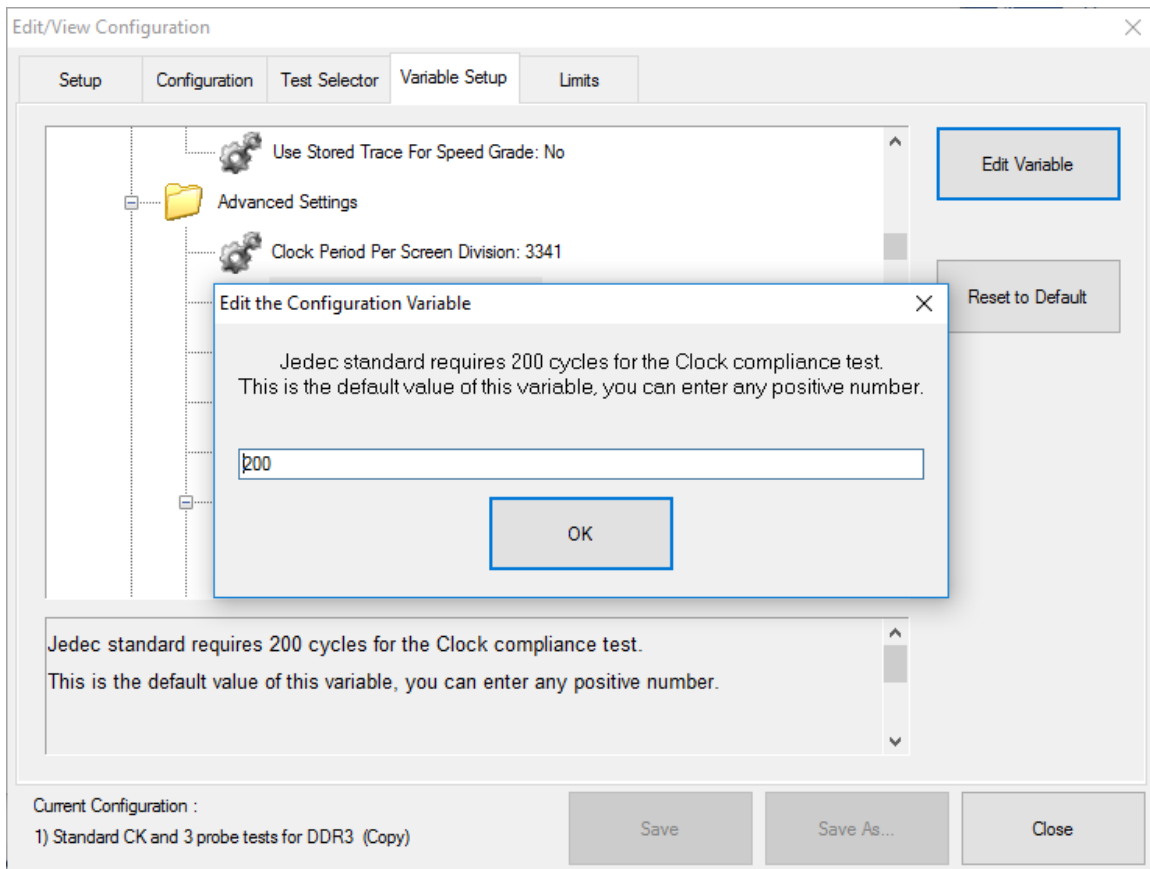 Edit/View Configuration
Setup Configuration Test Selector Variable Setup Limits
Use Stored Trace For Speed Grade: No
Edit Variable
Advanced Settings
Clock Period Per Screen Division: 3341
Reset to Default
Edit the Configuration Variable
Jedec standard requires 200 cycles for the Clock compliance test.
This is the default value of this variable, you can enter any positive number.
200
OK
Jedec standard requires 200 cycles for the Clock compliance test.
This is the default value of this variable, you can enter any positive number.
Current Configuration :
1) Standard CK and 3 probe tests for DDR3 (Copy)
Save Save As... Close